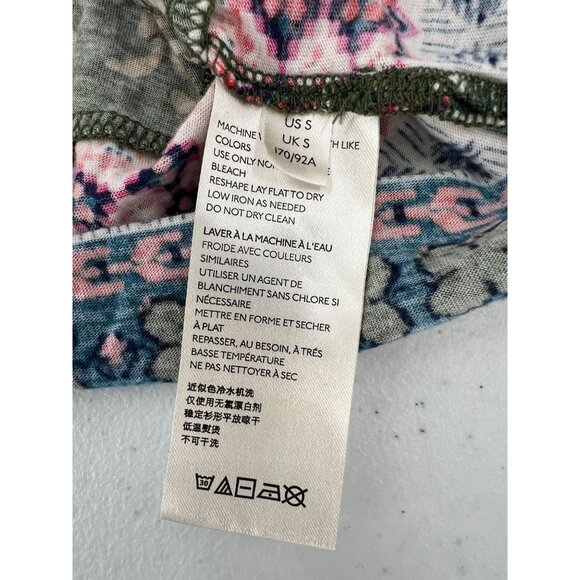 US S
UK S
170/92A
MACHINE W TH LIKE
COLORS
USE ONLY NO E
BLEACH
RESHAPE LAY FLAT TO DRY
LOW IRON AS NEEDED
DO NOT DRY CLEAN
LAVER À LA MACHINE À L'EAU
FROIDE AVEC COULEURS
SIMILAIRES
UTILISER UN AGENT DE
BLANCHIMENT SANS CHLORE SI
NÉCESSAIRE
METTRE EN FORME ET SECHER
À PLAT
REPASSER, AU BESOIN, À TRÉS
BASSE TEMPÉRATURE
NE PAS NETTOYER À SEC
近似色冷水机洗
仅使用无氯漂白剂
稳定衫形平放晾干
低温熨烫
不可干洗
30